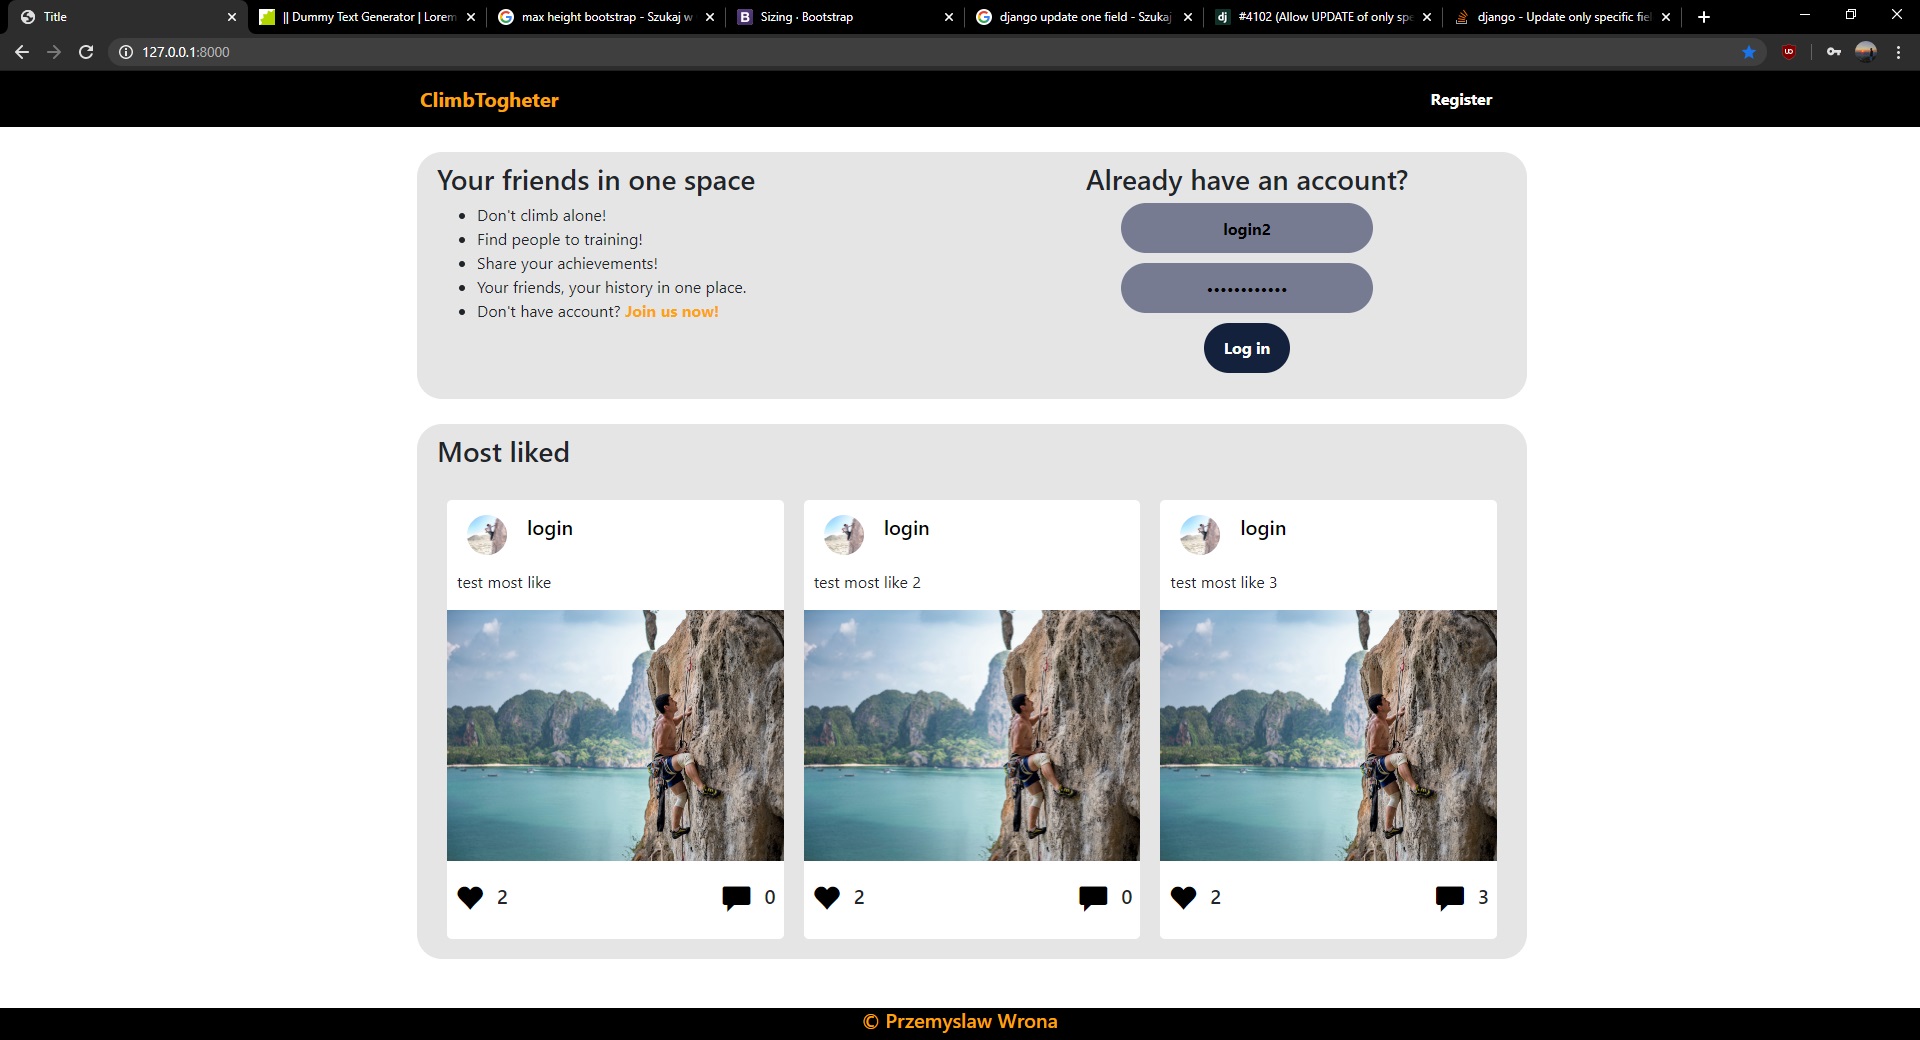 Title
|| Dummy Text Generator | Lorem
max height bootstrap - Szukaj w
Sizing · Bootstrap
django update one field - Szukaj
#4102 (Allow UPDATE of only spe
django - Update only specific fiel
127.0.0.1:8000
ClimbTogheter
Register
Your friends in one space
Don't climb alone!
Find people to training!
Share your achievements!
Your friends, your history in one place.
Don't have account? Join us now!
Already have an account?
login2
Log in
Most liked
login
test most like
2
0
login
test most like 2
2
0
login
test most like 3
2
3
© Przemyslaw Wrona